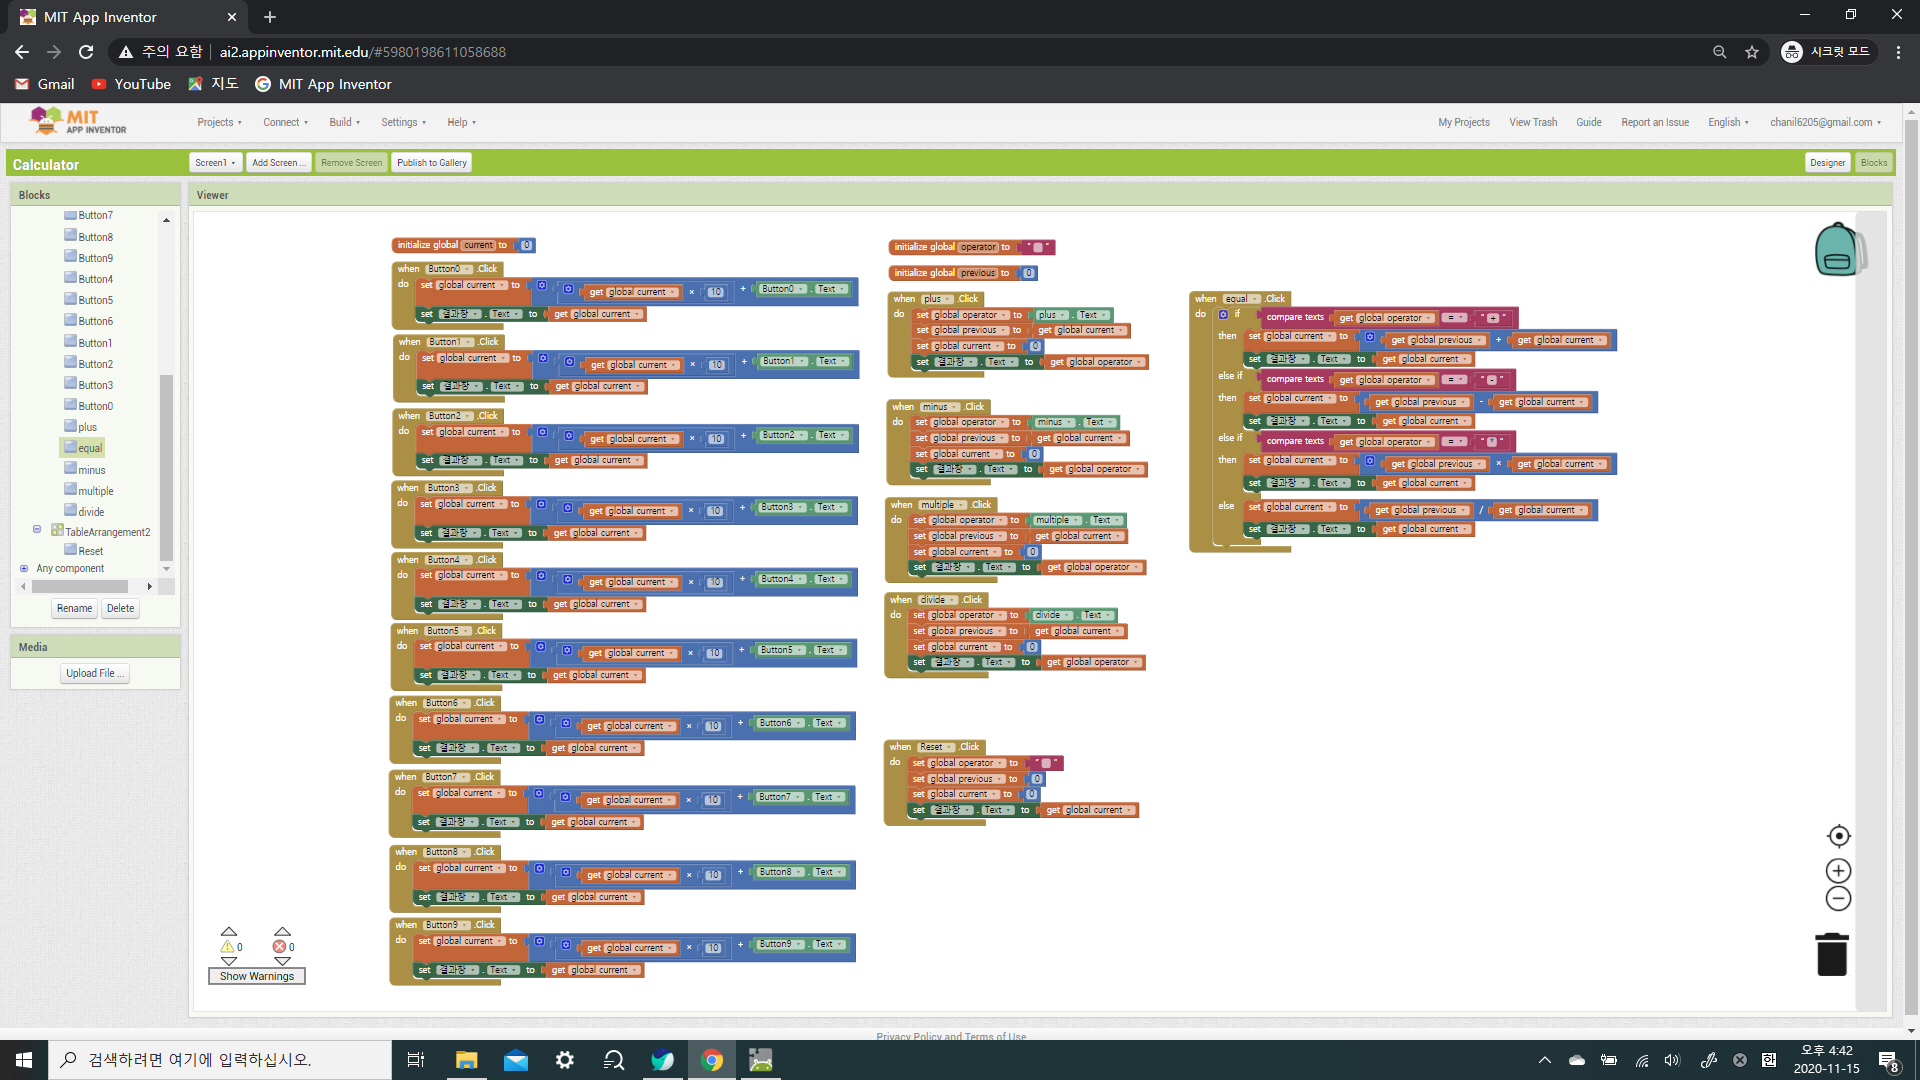 MIT App Inventor
주의 요함
ai2.appinventor.mit.edu/#5980198611058688
시크릿 모드
Gmail
YouTube
지도
MIT App Inventor
MIT
APP INVENTOR
Projects
Connect
Build
Settings
Help
My Projects
View Trash
Guide
Report an Issue
English
chanil6205@gmail.com
Calculator
Screen1
Add Screen ...
Remove Screen
Publish to Gallery
Designer
Blocks
Blocks
Button7
Button8
Button9
Button4
Button5
Button6
Button1
Button2
Button3
Button0
plus
equal
minus
multiple
divide
TableArrangement2
Reset
Any component
Rename
Delete
Media
Upload File ...
Viewer
initialize global current to 0
when Button0 .Click
do set global current to get global current × 10 + Button0 . Text
set 결과창 . Text to get global current
when Button1 .Click
do set global current to get global current × 10 + Button1 . Text
set 결과창 . Text to get global current
when Button2 .Click
do set global current to get global current × 10 + Button2 . Text
set 결과창 . Text to get global current
when Button3 .Click
do set global current to get global current × 10 + Button3 . Text
set 결과창 . Text to get global current
when Button4 .Click
do set global current to get global current × 10 + Button4 . Text
set 결과창 . Text to get global current
when Button5 .Click
do set global current to get global current × 10 + Button5 . Text
set 결과창 . Text to get global current
when Button6 .Click
do set global current to get global current × 10 + Button6 . Text
set 결과창 . Text to get global current
when Button7 .Click
do set global current to get global current × 10 + Button7 . Text
set 결과창 . Text to get global current
when Button8 .Click
do set global current to get global current × 10 + Button8 . Text
set 결과창 . Text to get global current
when Button9 .Click
do set global current to get global current × 10 + Button9 . Text
set 결과창 . Text to get global current
initialize global operator to " "
initialize global previous to 0
when plus .Click
do set global operator to plus . Text
set global previous to get global current
set global current to 0
set 결과창 . Text to get global operator
when minus .Click
do set global operator to minus . Text
set global previous to get global current
set global current to 0
set 결과창 . Text to get global operator
when multiple .Click
do set global operator to multiple . Text
set global previous to get global current
set global current to 0
set 결과창 . Text to get global operator
when divide .Click
do set global operator to divide . Text
set global previous to get global current
set global current to 0
set 결과창 . Text to get global operator
when Reset .Click
do set global operator to " "
set global previous to 0
set global current to 0
set 결과창 . Text to get global current
when equal .Click
do if compare texts get global operator = " + "
then set global current to get global previous + get global current
set 결과창 . Text to get global current
else if compare texts get global operator = " - "
then set global current to get global previous - get global current
set 결과창 . Text to get global current
else if compare texts get global operator = " * "
then set global current to get global previous × get global current
set 결과창 . Text to get global current
else set global current to get global previous / get global current
set 결과창 . Text to get global current
0
0
Show Warnings
Privacy Policy and Terms of Use
검색하려면 여기에 입력하십시오.
한
오후 4:42
2020-11-15
8